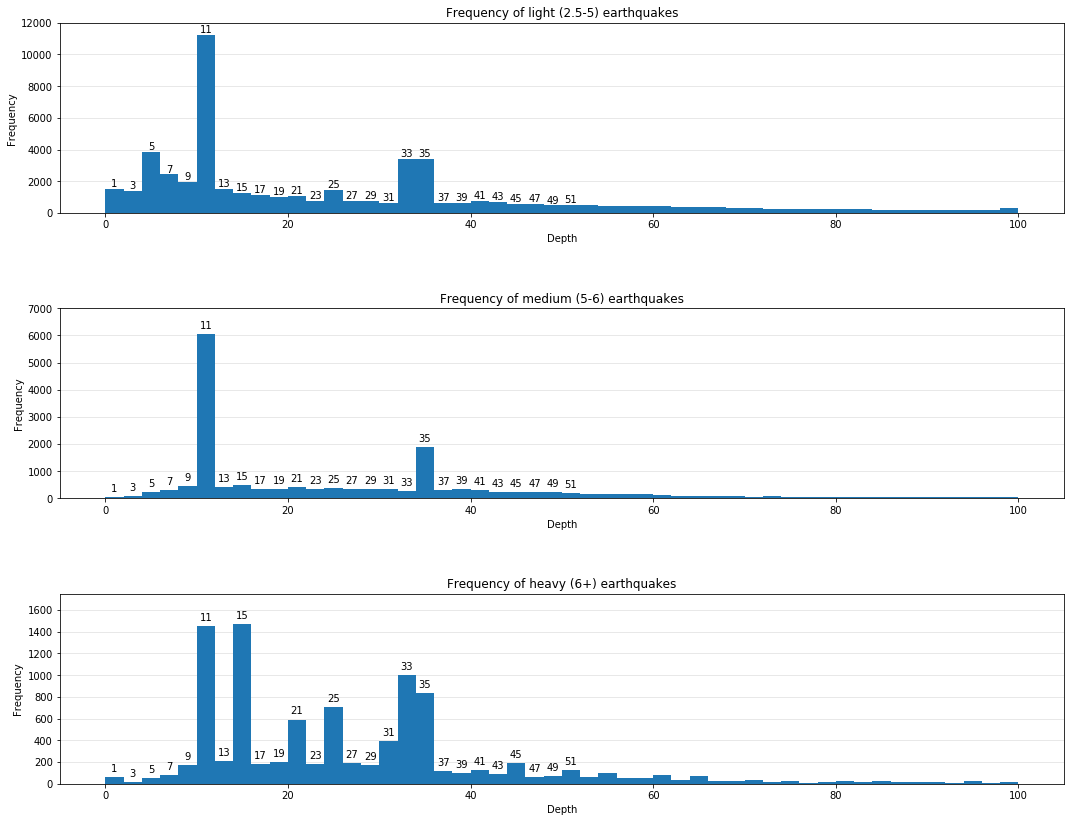 Frequency of light (2.5-5) earthquakes
12000
10000
8000
6000
4000
2000
0
Frequency
1 3 5 7 9 11 13 15 17 19 21 23 25 27 29 31 33 35 37 39 41 43 45 47 49 51
0 20 40 60 80 100
Depth
Frequency of medium (5-6) earthquakes
7000
6000
5000
4000
3000
2000
1000
0
Frequency
1 3 5 7 9 11 13 15 17 19 21 23 25 27 29 31 33 35 37 39 41 43 45 47 49 51
0 20 40 60 80 100
Depth
Frequency of heavy (6+) earthquakes
1600
1400
1200
1000
800
600
400
200
0
Frequency
1 3 5 7 9 11 13 15 17 19 21 23 25 27 29 31 33 35 37 39 41 43 45 47 49 51
0 20 40 60 80 100
Depth